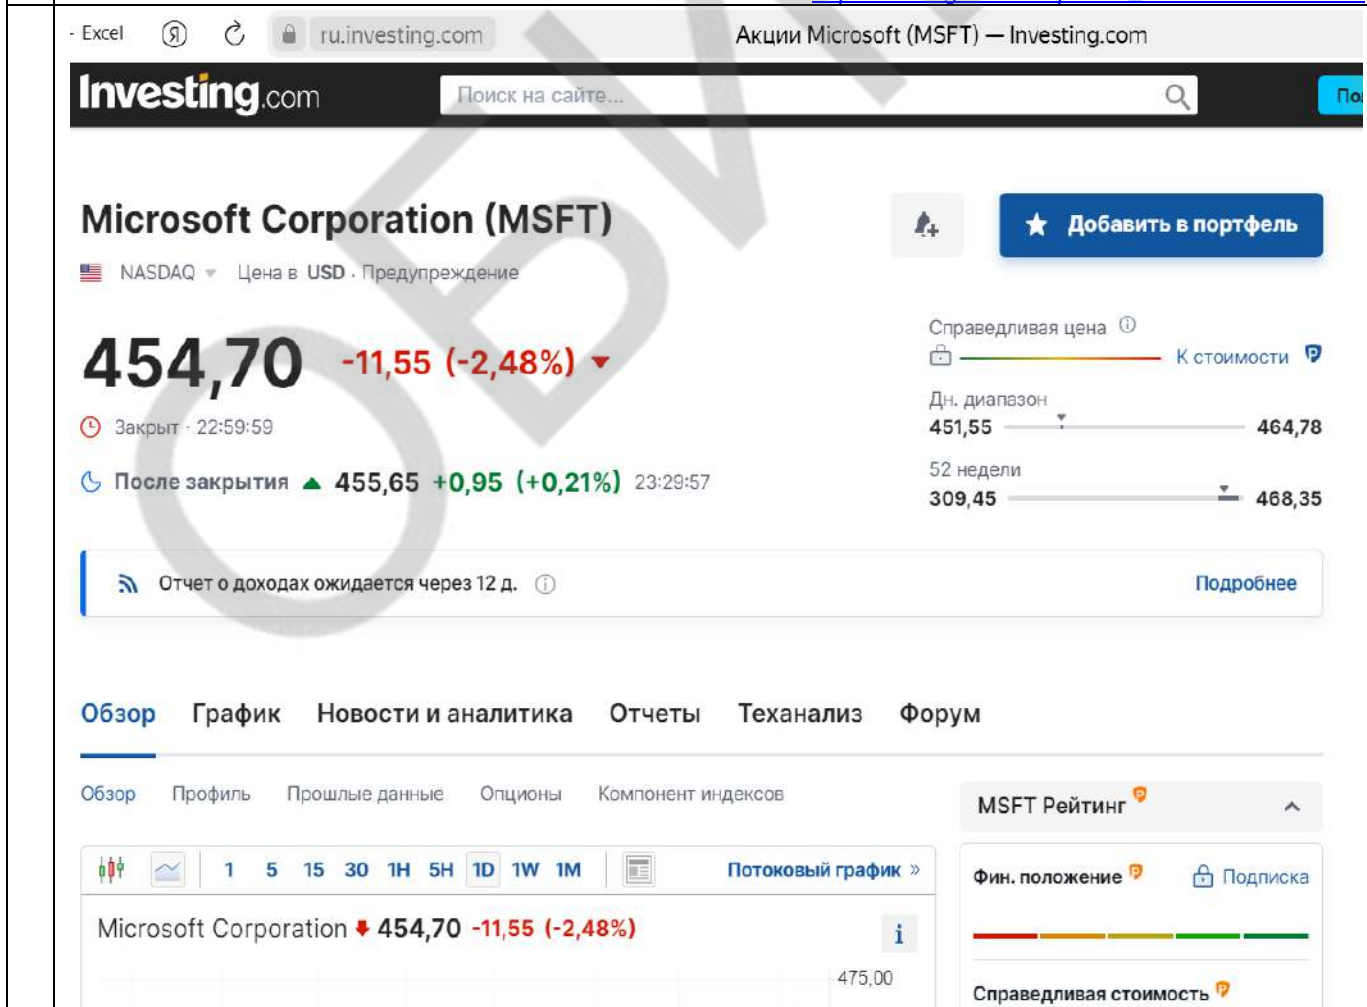 - Excel ru.investing.com Акции Microsoft (MSFT) — Investing.com
Investing.com Поиск на сайте...
Microsoft Corporation (MSFT)
Добавить в портфель
NASDAQ Цена в USD · Предупреждение
Справедливая цена
454,70 -11,55 (-2,48%)
К стоимости
Дн. диапазон
451,55 464,78
Закрыт · 22:59:59
52 недели
309,45 468,35
После закрытия 455,65 +0,95 (+0,21%) 23:29:57
Отчет о доходах ожидается через 12 д. Подробнее
Обзор График Новости и аналитика Отчеты Теханализ Форум
Обзор Профиль Прошлые данные Опционы Компонент индексов
MSFT Рейтинг
1 5 15 30 1H 5H 1D 1W 1M Потоковый график »
Фин. положение Подписка
Microsoft Corporation 454,70 -11,55 (-2,48%)
475,00
Справедливая стоимость